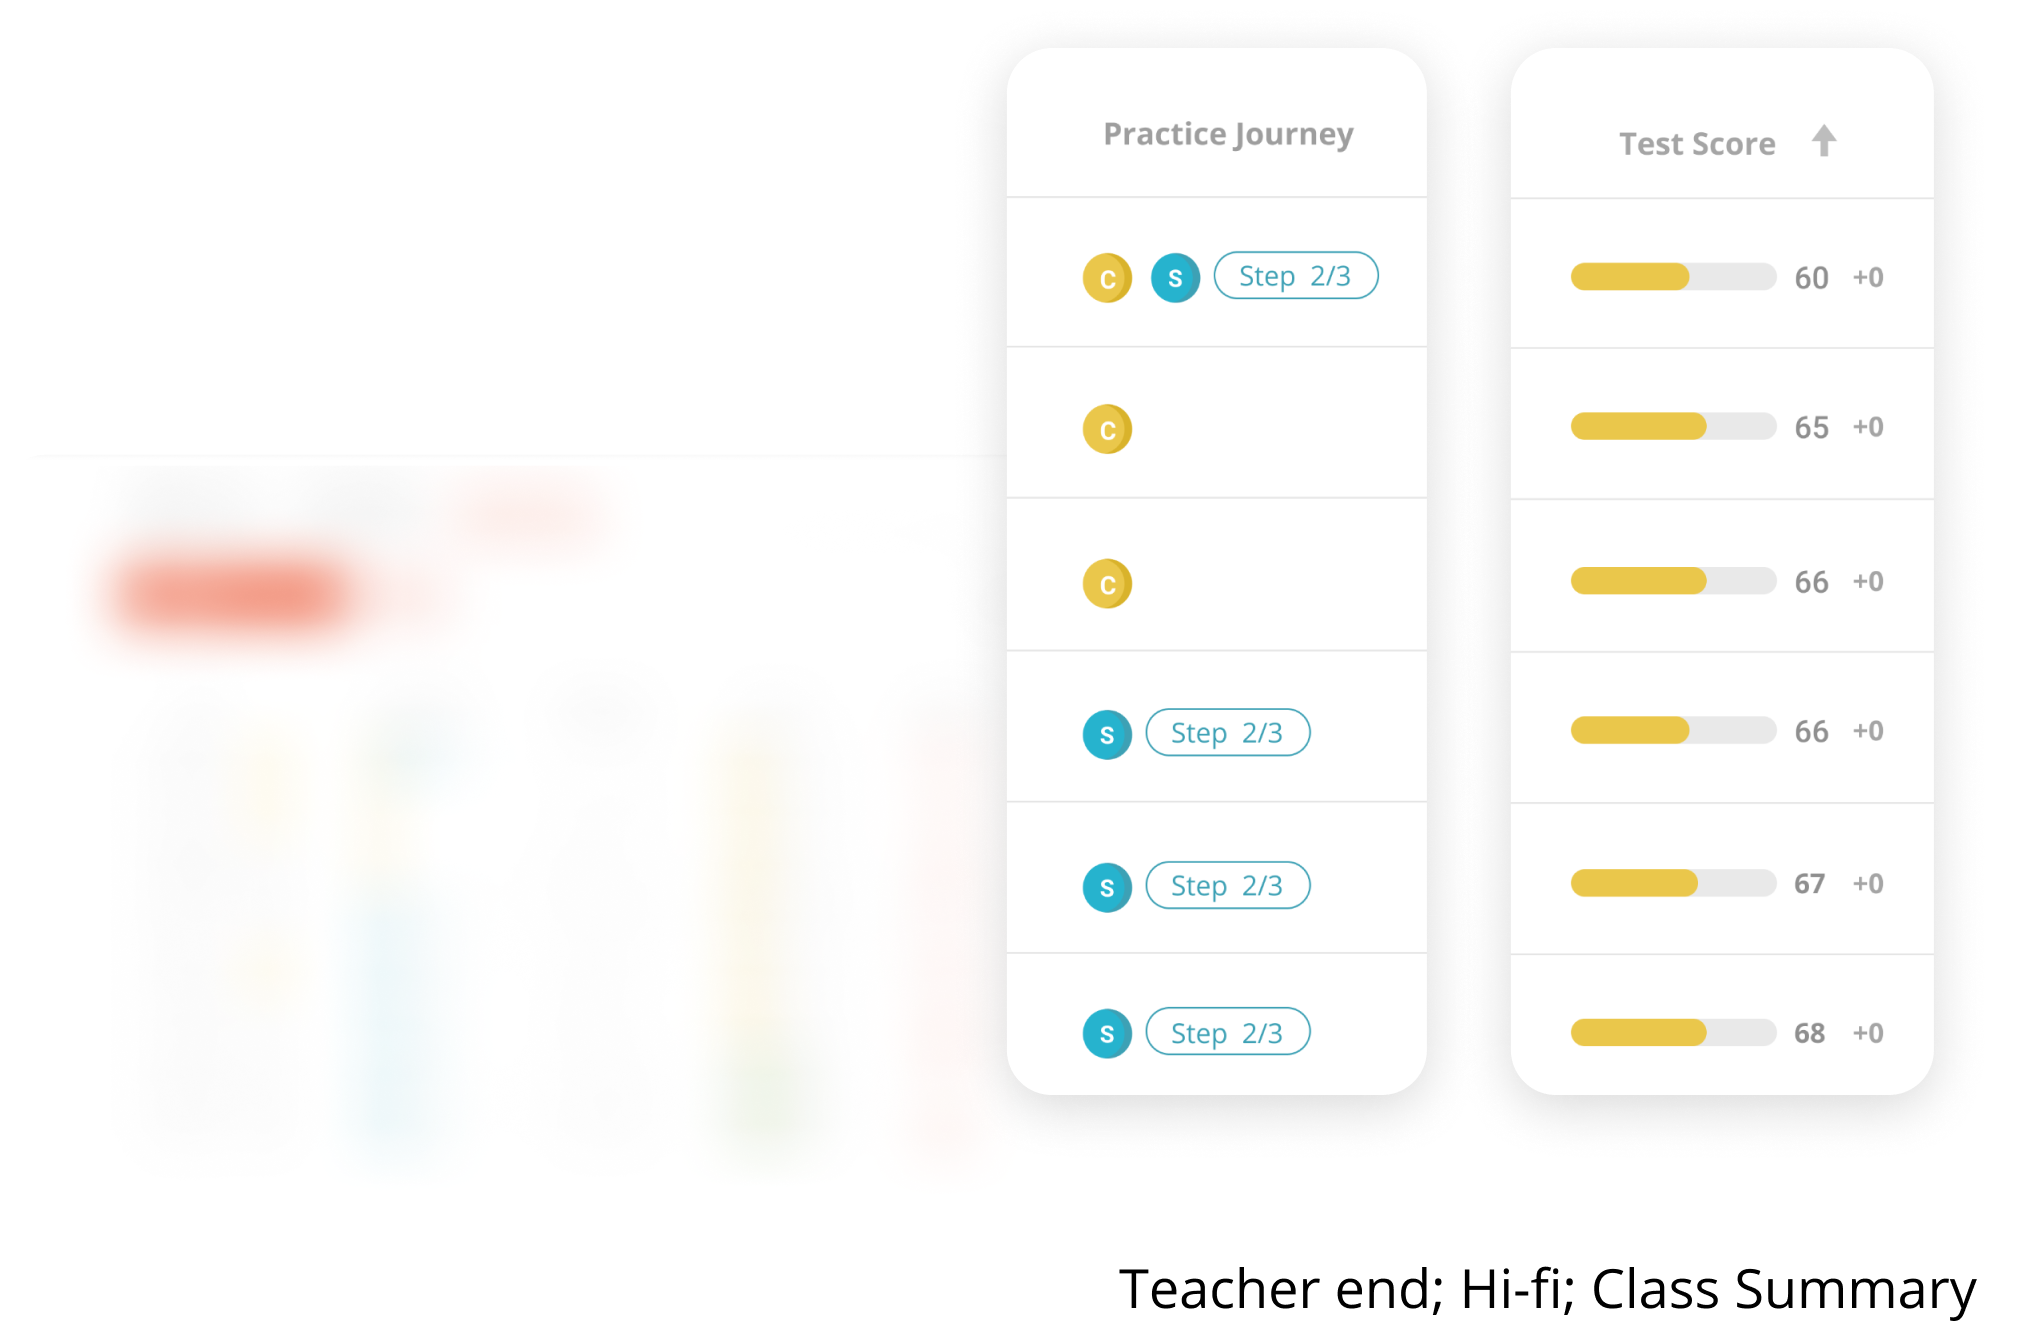 Practice Journey
Test Score
C S Step 2/3
60 +0
C
65 +0
C
66 +0
S Step 2/3
66 +0
S Step 2/3
67 +0
S Step 2/3
68 +0
Teacher end; Hi-fi; Class Summary